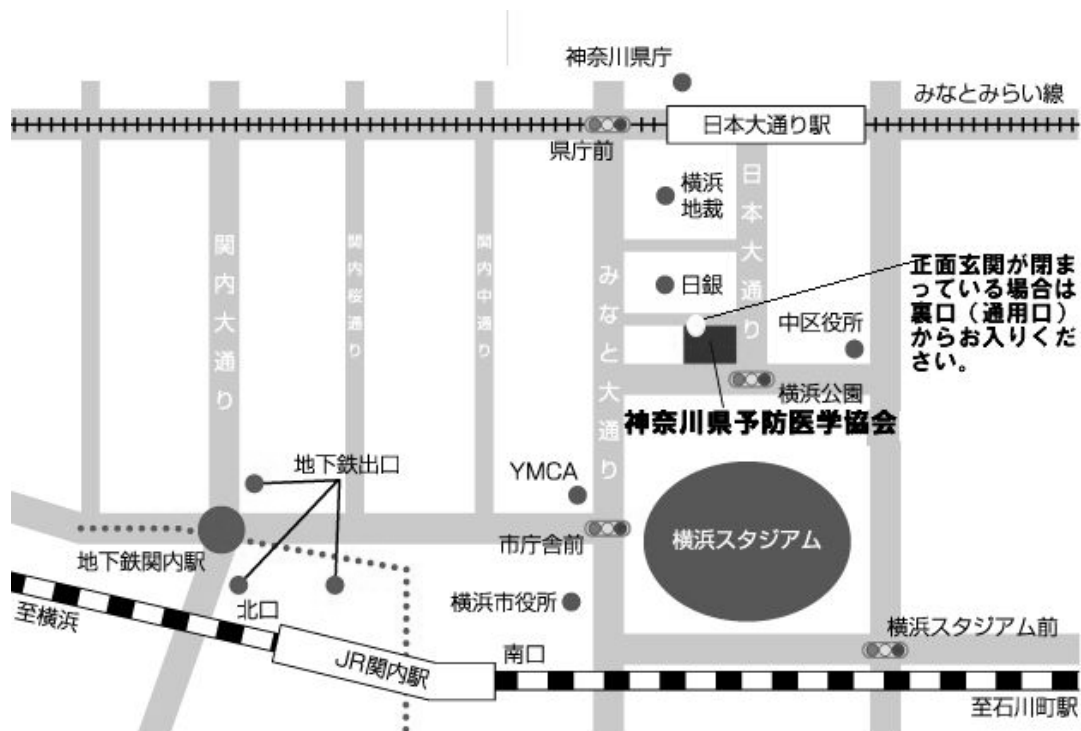 神奈川県庁
みなとみらい線
日本大通り駅
県庁前
横浜
地裁
日本大通り
関内大通り
関内桜通り
関内中通り
みなと大通り
日銀
正面玄関が閉ま
っている場合は
裏口（通用口）
からお入りくだ
さい。
中区役所
横浜公園
神奈川県予防医学協会
地下鉄出口
YMCA
横浜スタジアム
市庁舎前
地下鉄関内駅
横浜市役所
北口
至横浜
横浜スタジアム前
南口
JR関内駅
至石川町駅